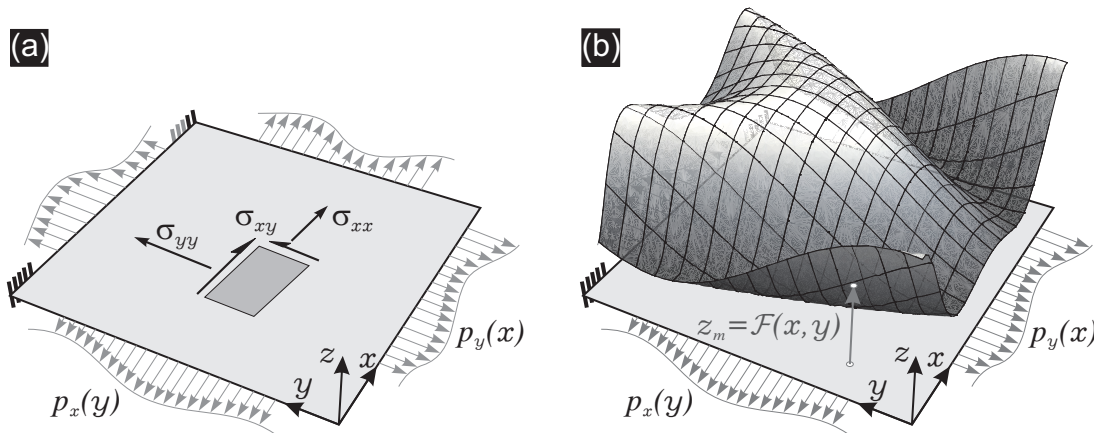 (a)
σyy
σxy
σxx
py(x)
px(y)
z
x
y
(b)
zm=F(x, y)
py(x)
px(y)
z
x
y